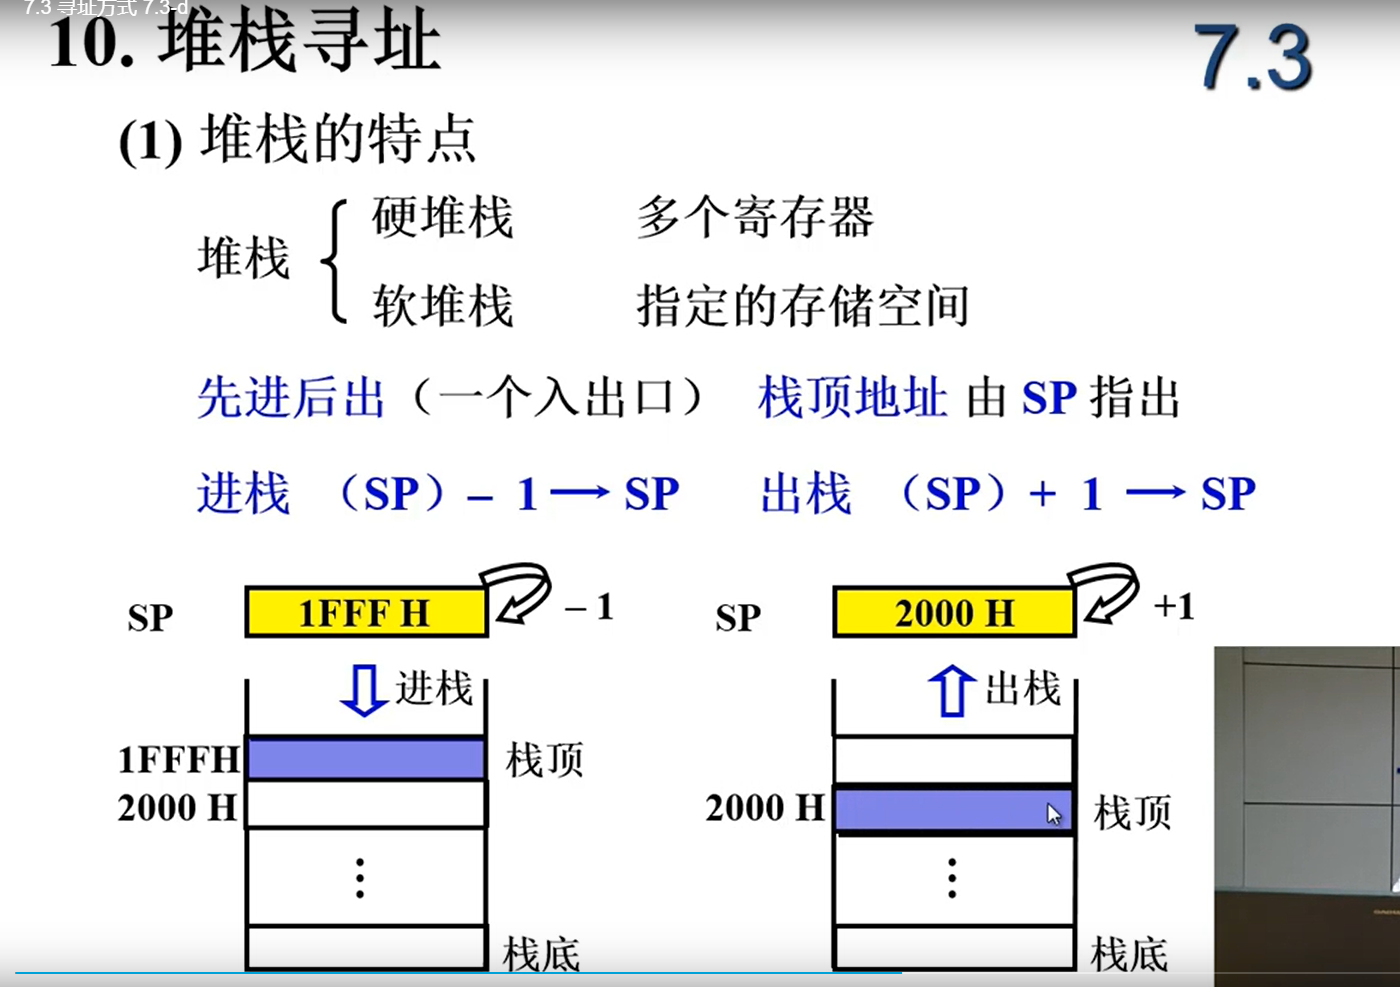 7.3 寻址方式 7.3-d
10. 堆栈寻址
7.3
(1) 堆栈的特点
堆栈
硬堆栈 多个寄存器
软堆栈 指定的存储空间
先进后出（一个入出口） 栈顶地址 由 SP 指出
进栈 （SP）– 1 → SP 出栈 （SP）+ 1 → SP
SP 1FFF H – 1
进栈
1FFFH 栈顶
2000 H
⋮
栈底
SP 2000 H +1
出栈
2000 H 栈顶
⋮
栈底